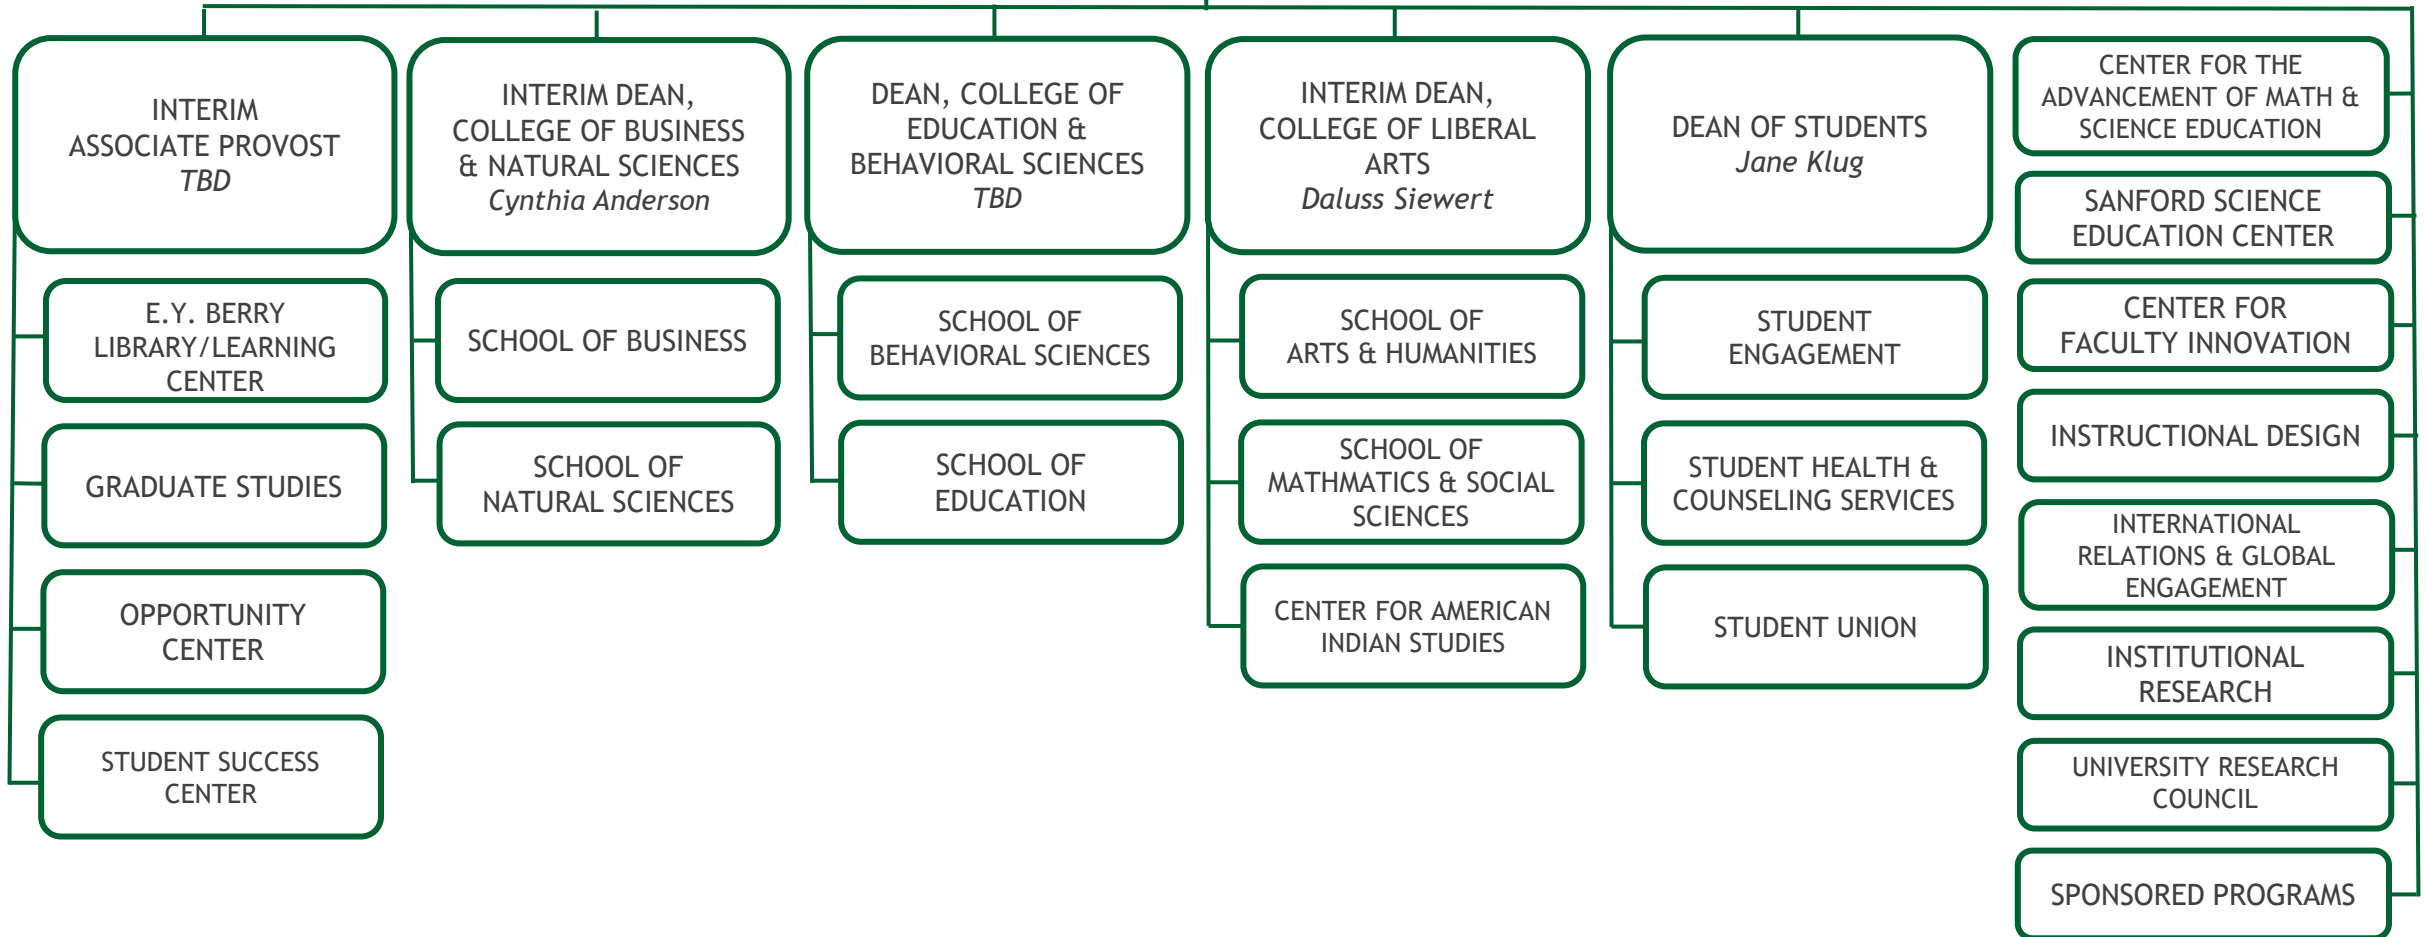 INTERIM
ASSOCIATE PROVOST
TBD
E.Y. BERRY
LIBRARY/LEARNING
CENTER
GRADUATE STUDIES
OPPORTUNITY
CENTER
STUDENT SUCCESS
CENTER
INTERIM DEAN,
COLLEGE OF BUSINESS
& NATURAL SCIENCES
Cynthia Anderson
SCHOOL OF BUSINESS
SCHOOL OF
NATURAL SCIENCES
DEAN, COLLEGE OF
EDUCATION &
BEHAVIORAL SCIENCES
TBD
SCHOOL OF
BEHAVIORAL SCIENCES
SCHOOL OF
EDUCATION
INTERIM DEAN,
COLLEGE OF LIBERAL
ARTS
Daluss Siewert
SCHOOL OF
ARTS & HUMANITIES
SCHOOL OF
MATHMATICS & SOCIAL
SCIENCES
CENTER FOR AMERICAN
INDIAN STUDIES
DEAN OF STUDENTS
Jane Klug
STUDENT
ENGAGEMENT
STUDENT HEALTH &
COUNSELING SERVICES
STUDENT UNION
CENTER FOR THE
ADVANCEMENT OF MATH &
SCIENCE EDUCATION
SANFORD SCIENCE
EDUCATION CENTER
CENTER FOR
FACULTY INNOVATION
INSTRUCTIONAL DESIGN
INTERNATIONAL
RELATIONS & GLOBAL
ENGAGEMENT
INSTITUTIONAL
RESEARCH
UNIVERSITY RESEARCH
COUNCIL
SPONSORED PROGRAMS